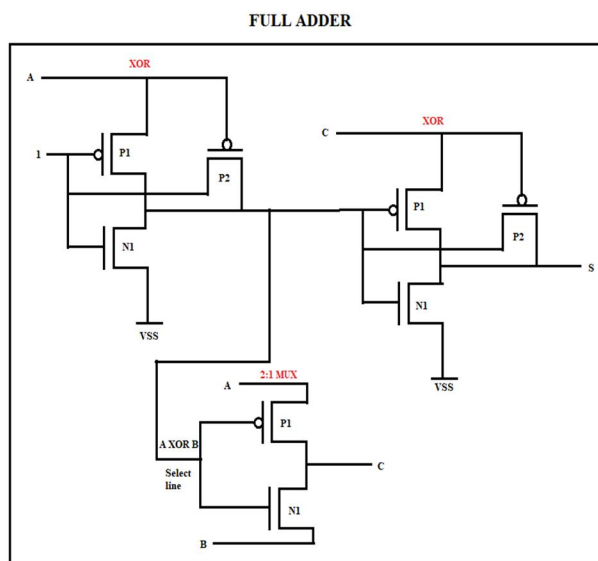 FULL ADDER
XOR
A
1
P1
P2
N1
VSS
XOR
C
P1
P2
S
N1
VSS
2:1 MUX
A
P1
A XOR B
Select
line
C
N1
B